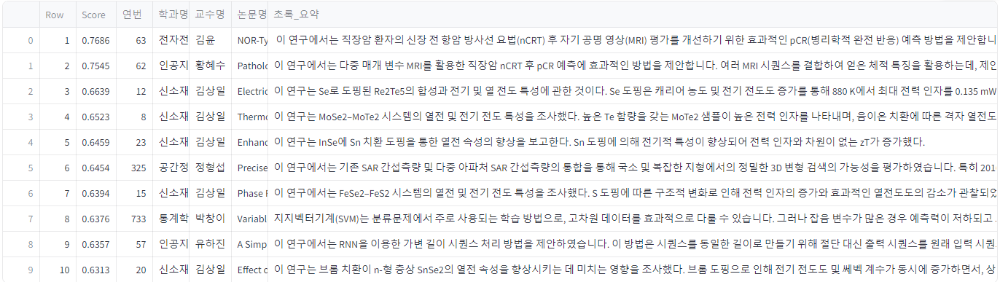 Row Score 연번 학과명 교수명 논문명 초록_요약
0 1 0.7686 63 전자전 김윤 NOR-Ty 이 연구에서는 직장암 환자의 신장 전 항암 방사선 요법(nCRT) 후 자기 공명 영상(MRI) 평가를 개선하기 위한 효과적인 pCR(병리학적 완전 반응) 예측 방법을 제안합니
1 2 0.7545 62 인공지 황혜수 Patholo 이 연구에서는 다중 매개 변수 MRI를 활용한 직장암 nCRT 후 pCR 예측에 효과적인 방법을 제안합니다. 여러 MRI 시퀀스를 결합하여 얻은 체적 특징을 활용하는데, 제인
2 3 0.6639 12 신소재 김상일 Electric 이 연구는 Se로 도핑된 Re2Te5의 합성과 전기 및 열 전도 특성에 관한 것이다. Se 도핑은 캐리어 농도 및 전기 전도도 증가를 통해 880 K에서 최대 전력 인자를 0.135 mW
3 4 0.6523 8 신소재 김상일 Thermo 이 연구는 MoSe2–MoTe2 시스템의 열전 및 전기 전도 특성을 조사했다. 높은 Te 함량을 갖는 MoTe2 샘플이 높은 전력 인자를 나타내며, 음이온 치환에 따른 격자 열전도
4 5 0.6459 23 신소재 김상일 Enhanc 이 연구는 InSe에 Sn 치환 도핑을 통한 열전 속성의 향상을 보고한다. Sn 도핑에 의해 전기적 특성이 향상되어 전력 인자와 차원이 없는 zT가 증가했다.
5 6 0.6454 325 공간정 정형섭 Precise 이 연구에서는 기존 SAR 간섭측량 및 다중 아파처 SAR 간섭측량의 통합을 통해 국소 및 복잡한 지형에서의 정밀한 3D 변형 검색의 가능성을 평가하였습니다. 특히 201
6 7 0.6394 15 신소재 김상일 Phase F 이 연구에서는 FeSe2–FeS2 시스템의 열전 및 전기 전도 특성을 조사했다. S 도핑에 따른 구조적 변화로 인해 전력 인자의 증가와 효과적인 열전도도의 감소가 관찰되었
7 8 0.6376 733 통계학 박창이 Variabl 지지벡터기계(SVM)는 분류문제에서 주로 사용되는 학습 방법으로, 고차원 데이터를 효과적으로 다룰 수 있습니다. 그러나 잡음 변수가 많은 경우 예측력이 저하되고
8 9 0.6357 57 인공지 유하진 A Simp 이 연구에서는 RNN을 이용한 가변 길이 시퀀스 처리 방법을 제안하였습니다. 이 방법은 시퀀스를 동일한 길이로 만들기 위해 절단 대신 출력 시퀀스를 원래 입력 시퀀
9 10 0.6313 20 신소재 김상일 Effect o 이 연구는 브롬 치환이 n-형 층상 SnSe2의 열전 속성을 향상시키는 데 미치는 영향을 조사했다. 브롬 도핑으로 인해 전기 전도도 및 쎄벡 계수가 동시에 증가하면서, 상